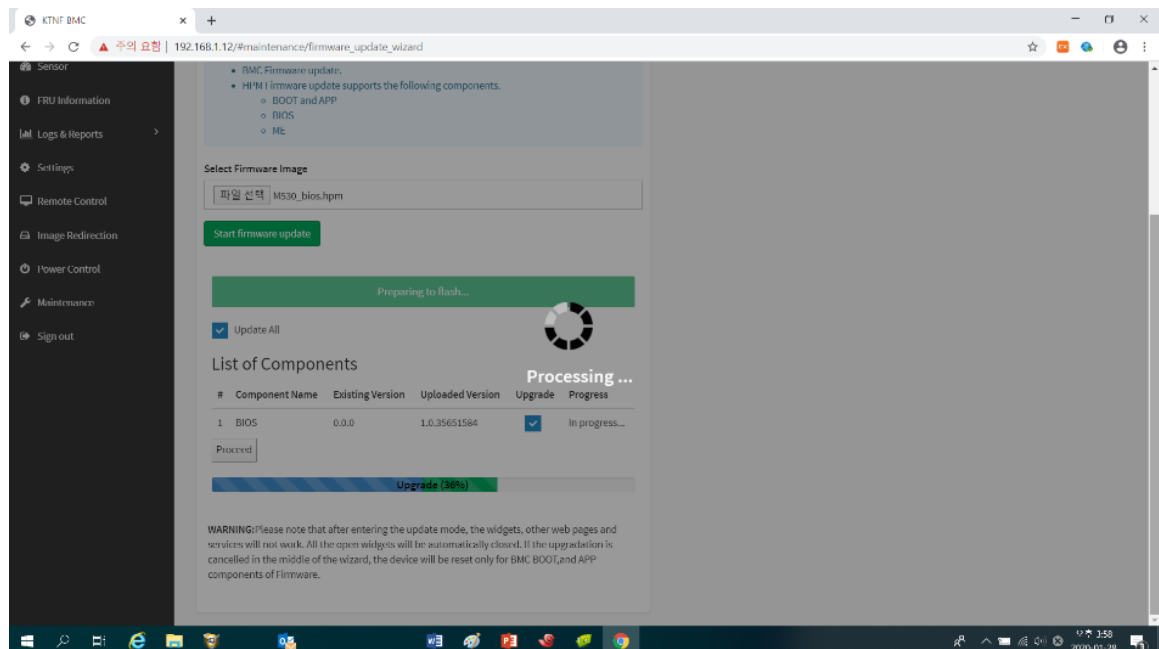 KTNF BMC
주의 요함 | 192.168.1.12/#maintenance/firmware_update_wizard
Sensor
FRU Information
Logs & Reports
Settings
Remote Control
Image Redirection
Power Control
Maintenance
Sign out
BMC Firmware update.
HPM Firmware update supports the following components.
BOOT and APP
BIOS
ME
Select Firmware Image
파일 선택 M530_bios.hpm
Start firmware update
Preparing to flash...
Update All
List of Components
Processing ...
# Component Name Existing Version Uploaded Version Upgrade Progress
1 BIOS 0.0.0 1.0.35651584 In progress...
Proceed
Upgrade (36%)
WARNING:Please note that after entering the update mode, the widgets, other web pages and
services will not work. All the open widgets will be automatically closed. If the upgradation is
cancelled in the middle of the wizard, the device will be reset only for BMC BOOT,and APP
components of Firmware.
오후 3:58
2020-01-28